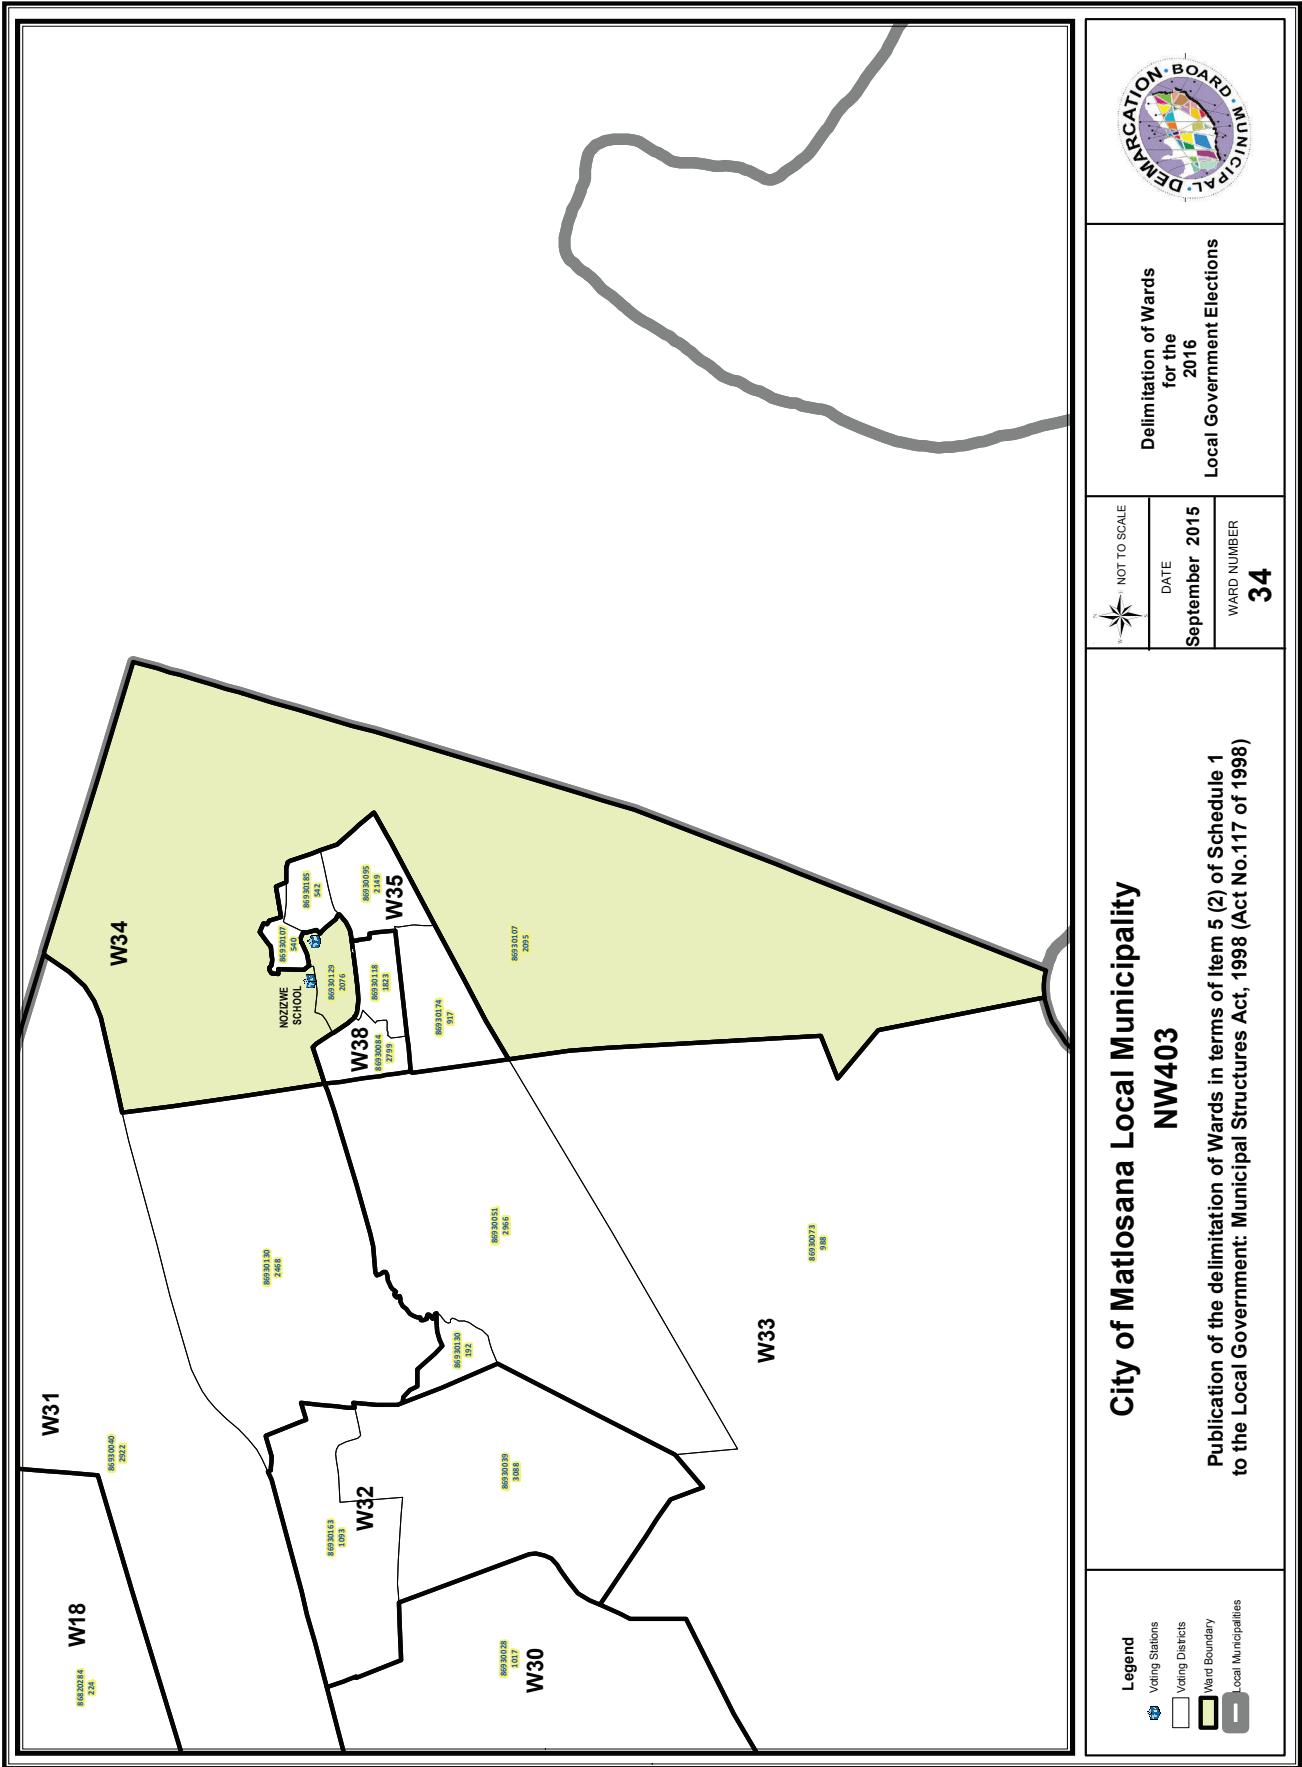 W18
86820284
224
W31
86930040
2922
W34
86930130
2468
NOZIZWE
SCHOOL
86930107
540
86930185
542
86930129
2076
86930095
2149
W35
86930118
1823
W38
86930084
2799
86930174
917
86930107
2095
86930051
2966
86930130
192
W32
86930163
1093
86930039
3088
W30
86930028
1017
W33
86930073
988
Legend
Voting Stations
Voting Districts
Ward Boundary
Local Municipalities
City of Matlosana Local Municipality
NW403
Publication of the delimitation of Wards in terms of Item 5 (2) of Schedule 1
to the Local Government: Municipal Structures Act, 1998 (Act No.117 of 1998)
N
W
E
S
NOT TO SCALE
DATE
September 2015
WARD NUMBER
34
Delimitation of Wards
for the
2016
Local Government Elections
MUNICIPAL • DEMARCATION • BOARD •